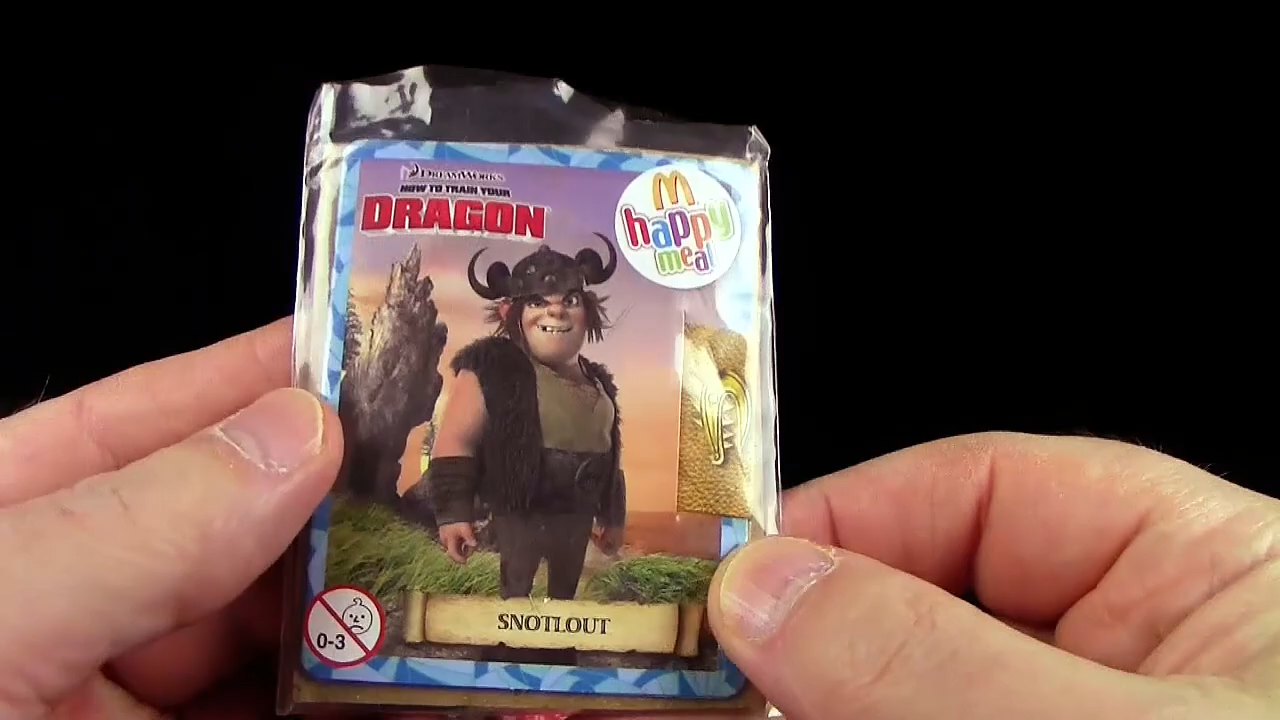 DREAMWORKS
HOW TO TRAIN YOUR
DRAGON
M
happy
meal
SNOTLOUT
0-3